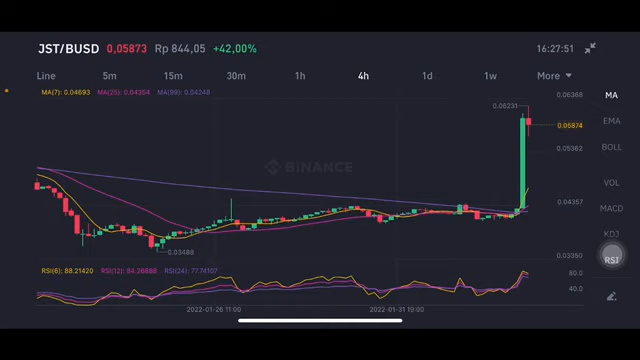 JST/BUSD 0,05873 Rp 844,05 +42,00% 16:27:51
Line 5m 15m 30m 1h 4h 1d 1w More
MA(7): 0.04693 MA(25): 0.04354 MA(99): 0.04248
0.06368
MA
0.06231
0.05874
EMA
BINANCE
0.05362
BOLL
VOL
0.04357
MACD
KDJ
0.03488
0.03350
RSI
RSI(6): 88.21420 RSI(12): 84.26888 RSI(24): 77.74107
80.0
40.0
2022-01-26 11:00 2022-01-31 19:00